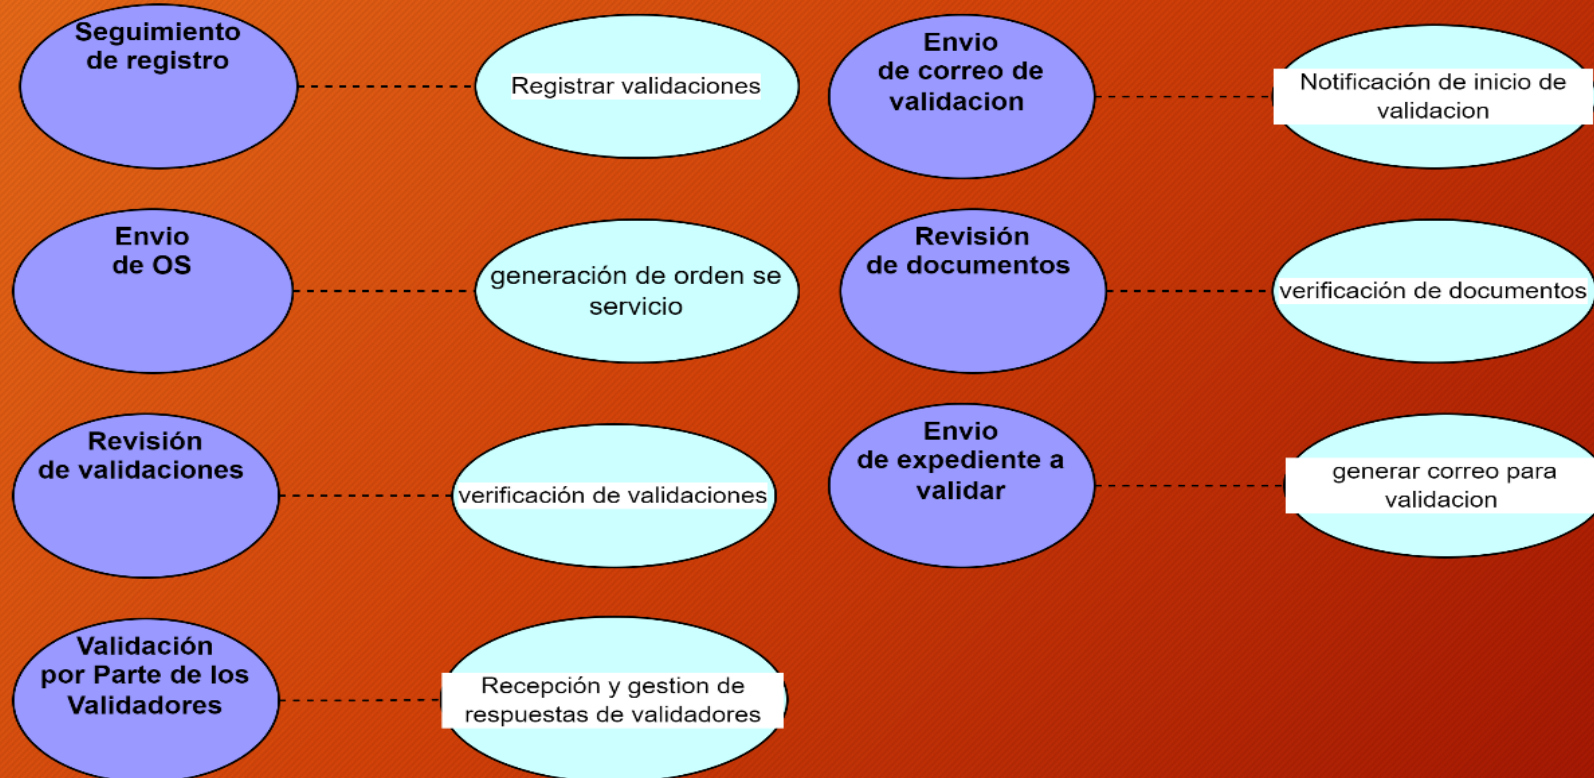 Seguimiento
de registro
Registrar validaciones
Envio
de correo de
validacion
Notificación de inicio de
validacion
Envio
de OS
generación de orden se
servicio
Revisión
de documentos
verificación de documentos
Revisión
de validaciones
verificación de validaciones
Envio
de expediente a
validar
generar correo para
validacion
Validación
por Parte de los
Validadores
Recepción y gestion de
respuestas de validadores